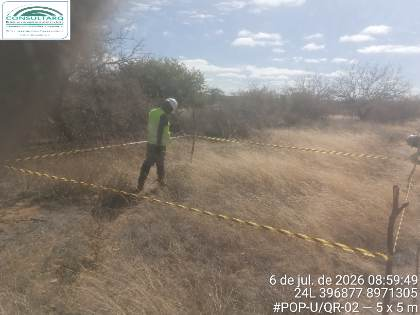 CONSULTARQ
6 de jul. de 2026 08:59:49
24L 396877 8971305
#POP-U/QR-02 — 5 x 5 m